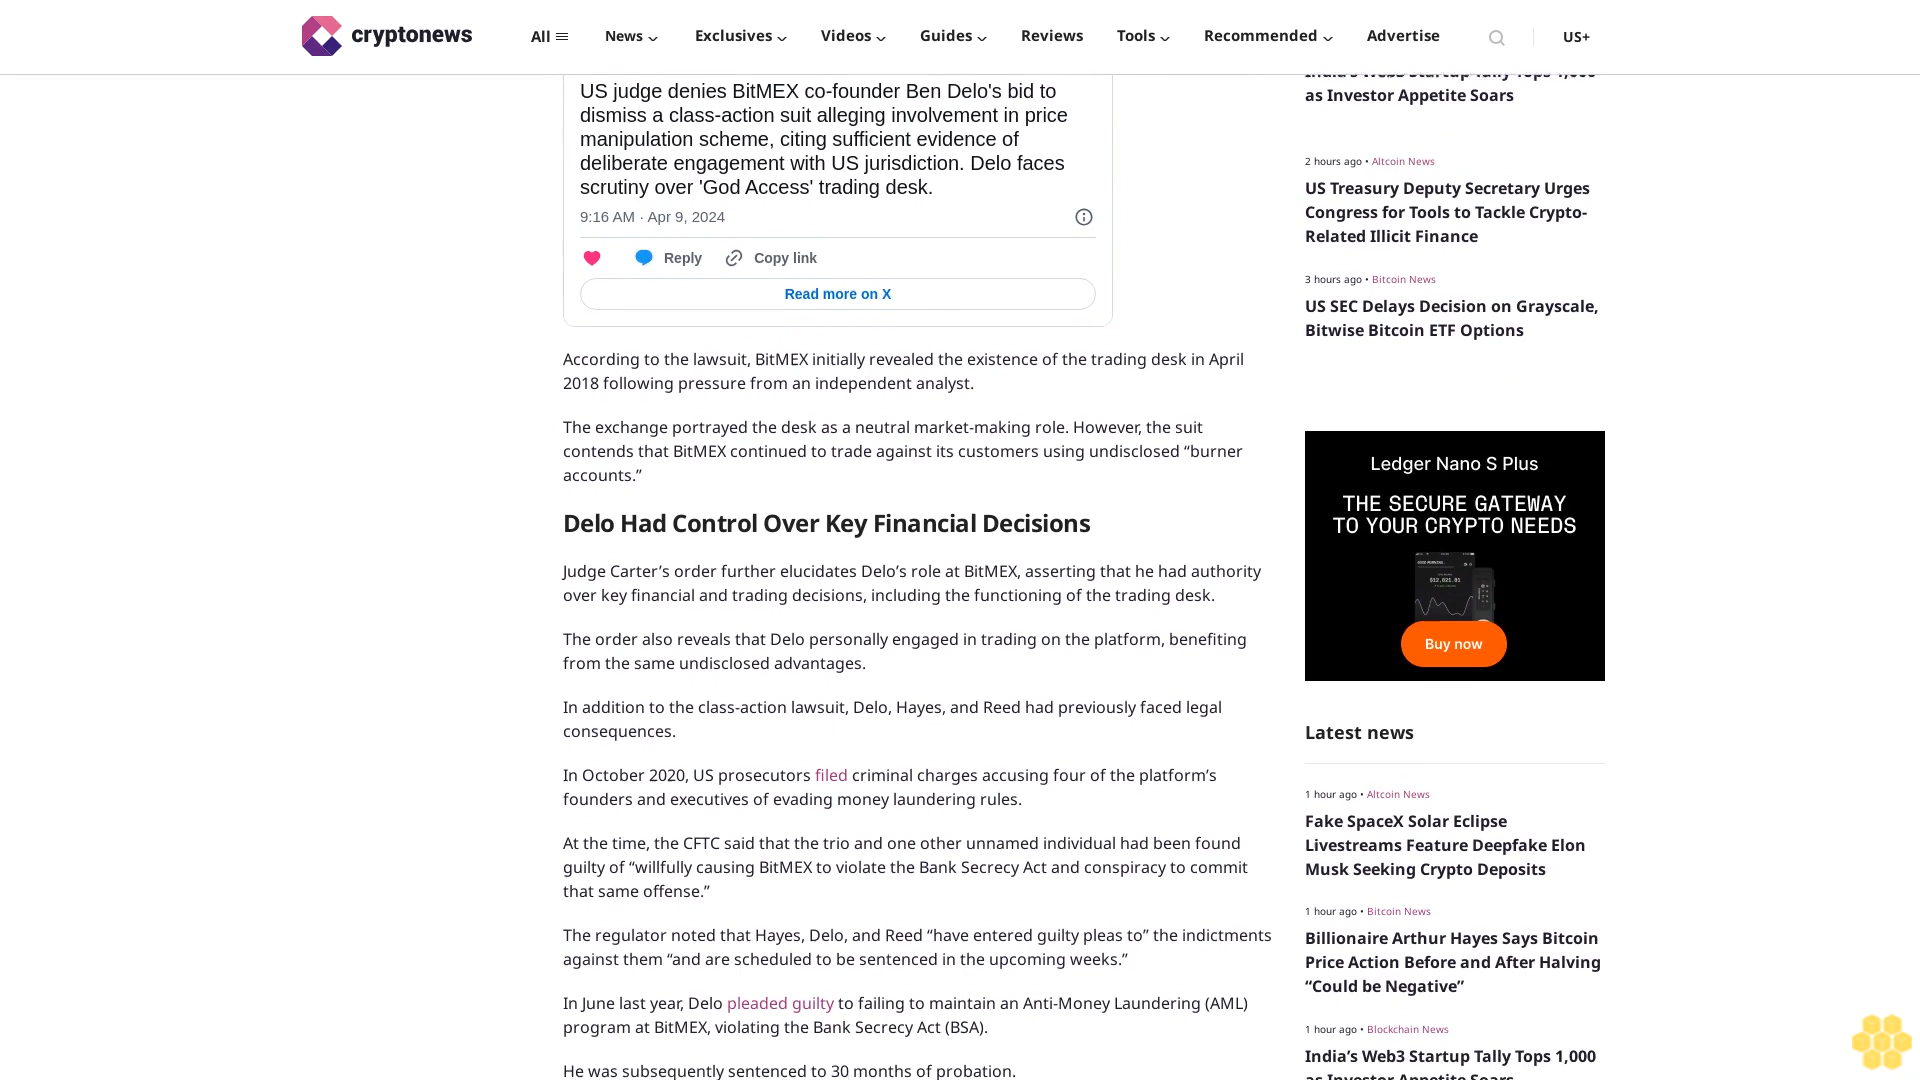 cryptonews
All
News
Exclusives
Videos
Guides
Reviews
Tools
Recommended
Advertise
US+
US judge denies BitMEX co-founder Ben Delo's bid to
dismiss a class-action suit alleging involvement in price
manipulation scheme, citing sufficient evidence of
deliberate engagement with US jurisdiction. Delo faces
scrutiny over 'God Access' trading desk.
9:16 AM · Apr 9, 2024
Reply
Copy link
Read more on X
According to the lawsuit, BitMEX initially revealed the existence of the trading desk in April
2018 following pressure from an independent analyst.
The exchange portrayed the desk as a neutral market-making role. However, the suit
contends that BitMEX continued to trade against its customers using undisclosed “burner
accounts.”
Delo Had Control Over Key Financial Decisions
Judge Carter’s order further elucidates Delo’s role at BitMEX, asserting that he had authority
over key financial and trading decisions, including the functioning of the trading desk.
The order also reveals that Delo personally engaged in trading on the platform, benefiting
from the same undisclosed advantages.
In addition to the class-action lawsuit, Delo, Hayes, and Reed had previously faced legal
consequences.
In October 2020, US prosecutors filed criminal charges accusing four of the platform’s
founders and executives of evading money laundering rules.
At the time, the CFTC said that the trio and one other unnamed individual had been found
guilty of “willfully causing BitMEX to violate the Bank Secrecy Act and conspiracy to commit
that same offense.”
The regulator noted that Hayes, Delo, and Reed “have entered guilty pleas to” the indictments
against them “and are scheduled to be sentenced in the upcoming weeks.”
In June last year, Delo pleaded guilty to failing to maintain an Anti-Money Laundering (AML)
program at BitMEX, violating the Bank Secrecy Act (BSA).
He was subsequently sentenced to 30 months of probation.
India’s Web3 Startup Tally Tops 1,000
as Investor Appetite Soars
2 hours ago • Altcoin News
US Treasury Deputy Secretary Urges
Congress for Tools to Tackle Crypto-
Related Illicit Finance
3 hours ago • Bitcoin News
US SEC Delays Decision on Grayscale,
Bitwise Bitcoin ETF Options
Ledger Nano S Plus
THE SECURE GATEWAY
TO YOUR CRYPTO NEEDS
$12,021.01
Buy now
Latest news
1 hour ago • Altcoin News
Fake SpaceX Solar Eclipse
Livestreams Feature Deepfake Elon
Musk Seeking Crypto Deposits
1 hour ago • Bitcoin News
Billionaire Arthur Hayes Says Bitcoin
Price Action Before and After Halving
“Could be Negative”
1 hour ago • Blockchain News
India’s Web3 Startup Tally Tops 1,000
as Investor Appetite Soars